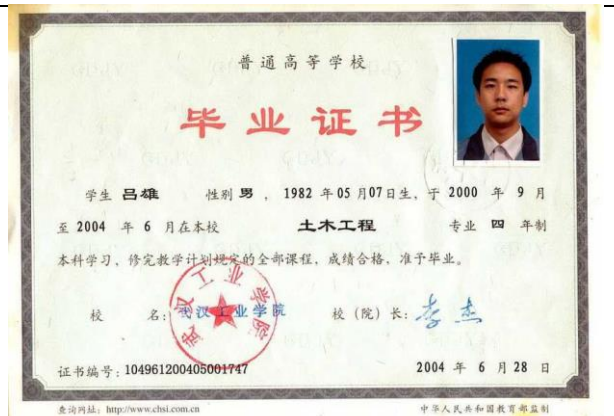 普通高等学校
毕业证书
学生 吕雄 性别 男 ，1982 年 05 月 07 日生，于 2000 年 9 月
至 2004 年 6 月在本校 土木工程 专业 四 年制
本科学习、修完教学计划规定的全部课程，成绩合格，准予毕业。
校 名：武汉工业学院 校（院）长：李杰
武汉工业学院
证书编号：104961200405001747 2004 年 6 月 28 日
查询网址：http://www.chsi.com.cn 中华人民共和国教育部监制